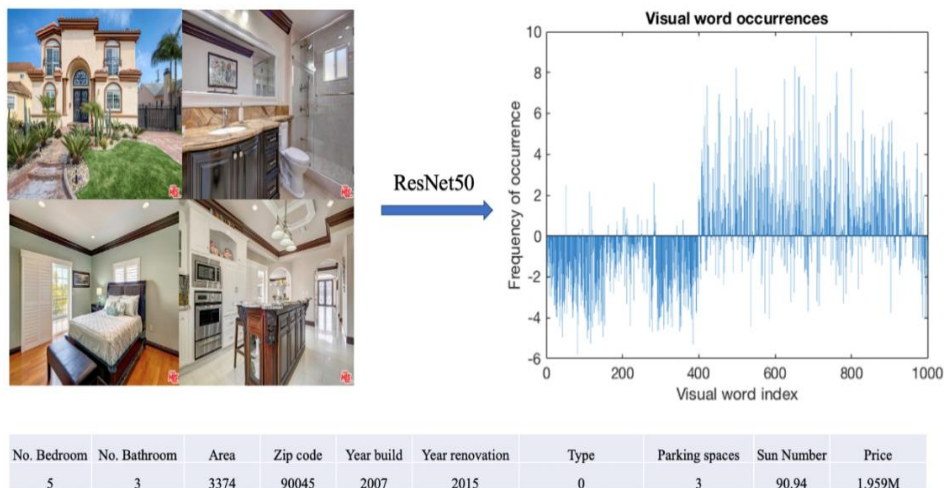 Visual word occurrences
ResNet50
Frequency of occurrence
10
8
6
4
2
0
-2
-4
-6
0 200 400 600 800 1000
Visual word index
No. Bedroom No. Bathroom Area Zip code Year build Year renovation Type Parking spaces Sun Number Price
5 3 3374 90045 2007 2015 0 3 90.94 1.959M